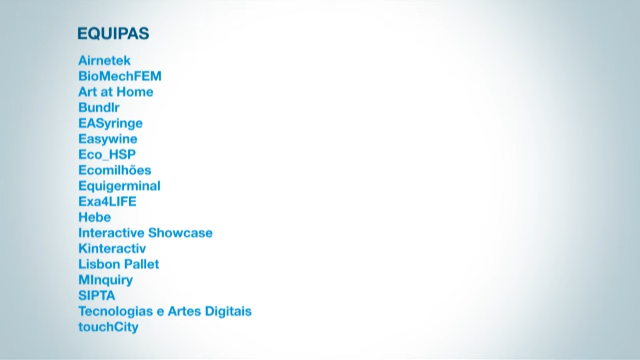 EQUIPAS
Airnetek
BioMechFEM
Art at Home
Bundlr
EASyringe
Easywine
Eco_HSP
Ecomilhões
Equigerminal
Exa4LIFE
Hebe
Interactive Showcase
Kinteractiv
Lisbon Pallet
MInquiry
SIPTA
Tecnologias e Artes Digitais
touchCity